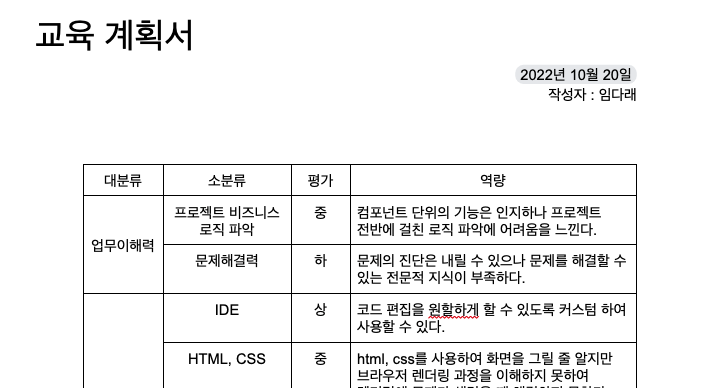 교육 계획서
2022년 10월 20일
작성자 : 임다래
대분류 소분류 평가 역량
업무이해력
프로젝트 비즈니스
로직 파악
중
컴포넌트 단위의 기능은 인지하나 프로젝트
전반에 걸친 로직 파악에 어려움을 느낀다.
문제해결력
하
문제의 진단은 내릴 수 있으나 문제를 해결할 수
있는 전문적 지식이 부족하다.
IDE
상
코드 편집을 원할하게 할 수 있도록 커스텀 하여
사용할 수 있다.
HTML, CSS
중
html, css를 사용하여 화면을 그릴 줄 알지만
브라우저 렌더링 과정을 이해하지 못하여